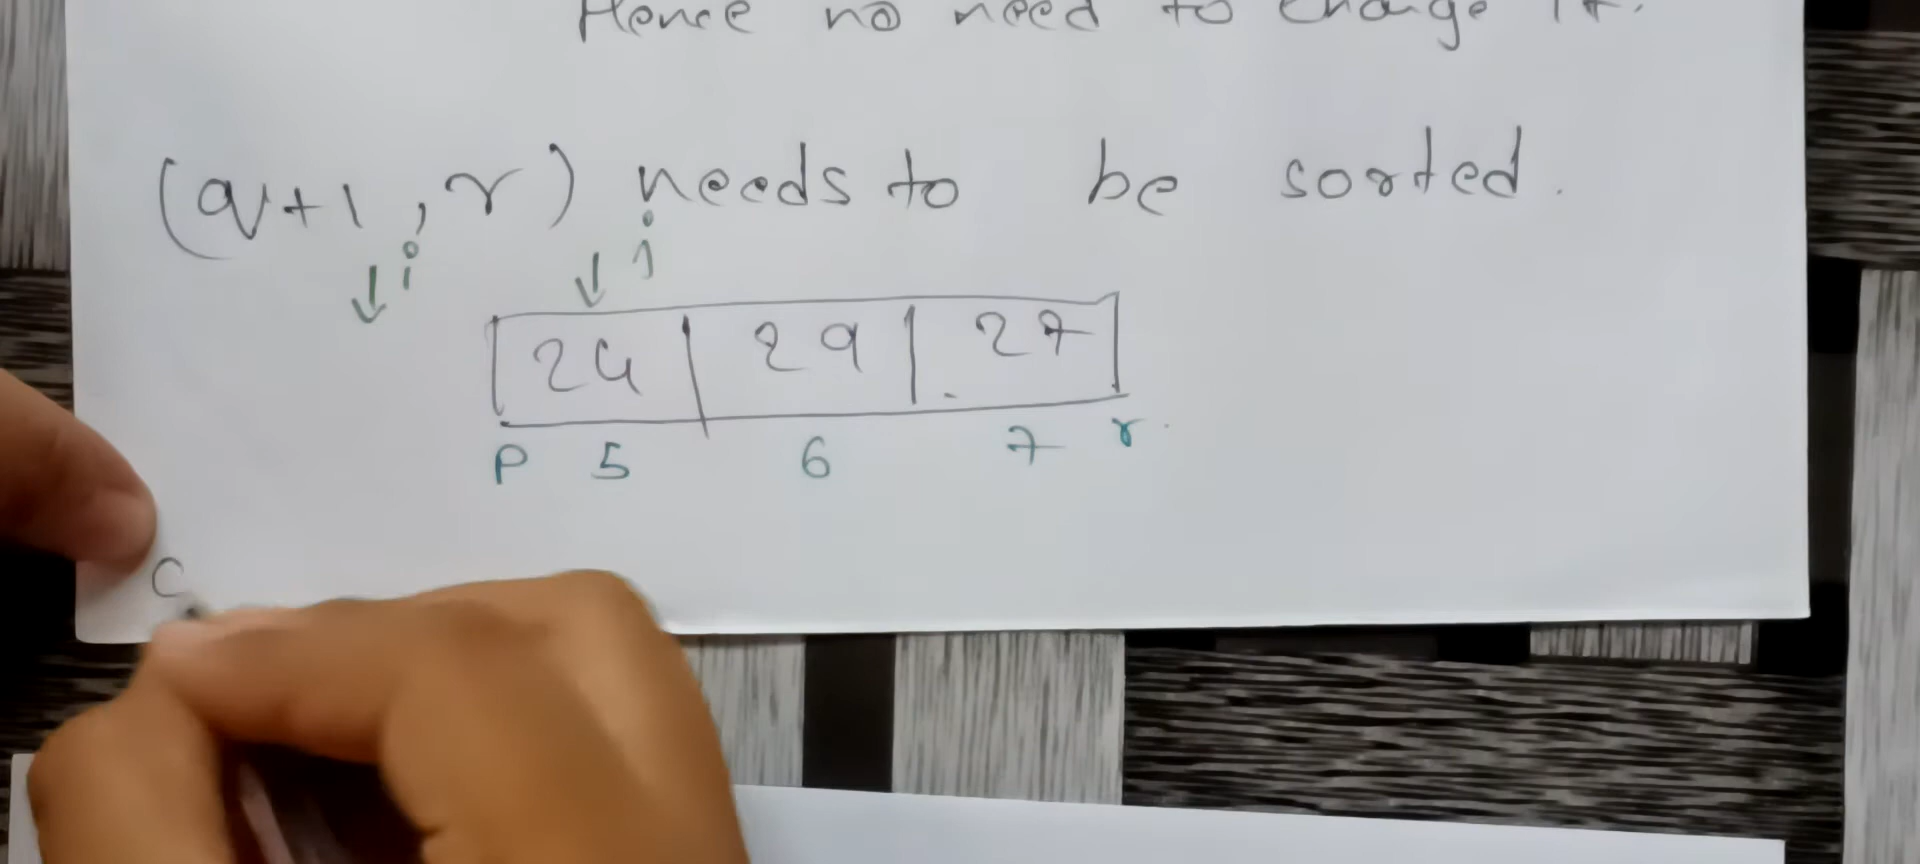 Hence no need to change it.
(q+1, r) needs to be sorted.
i j
24 29 27
P 5 6 7 r
C